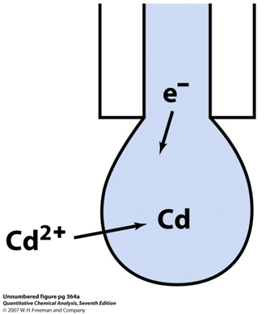 e⁻
Cd
Cd²⁺
Unnumbered figure pg 364a
Quantitative Chemical Analysis, Seventh Edition
© 2007 W. H. Freeman and Company